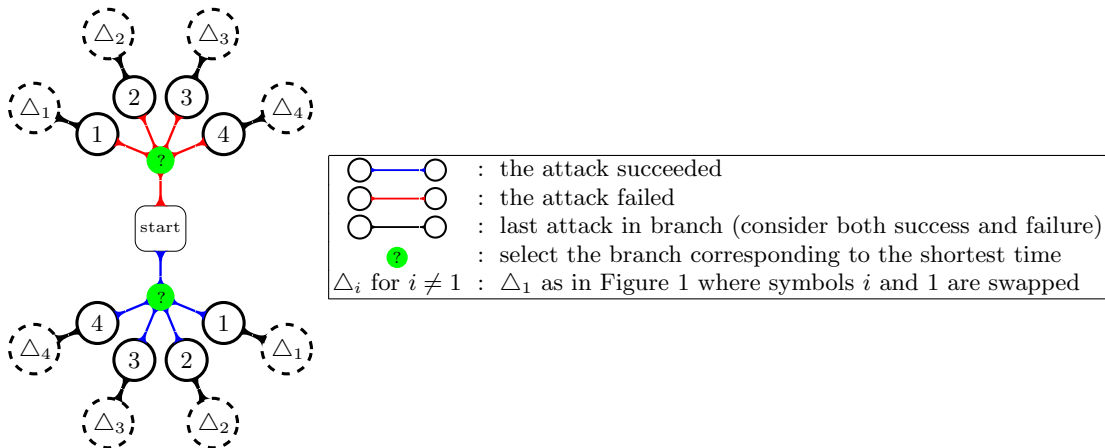 △₂ △₃
△₁ 2 3 △₄
1 4
?
start
?
4 1
△₄ 3 2 △₁
△₃ △₂
: the attack succeeded
: the attack failed
: last attack in branch (consider both success and failure)
? : select the branch corresponding to the shortest time
△ᵢ for i ≠ 1 : △₁ as in Figure 1 where symbols i and 1 are swapped